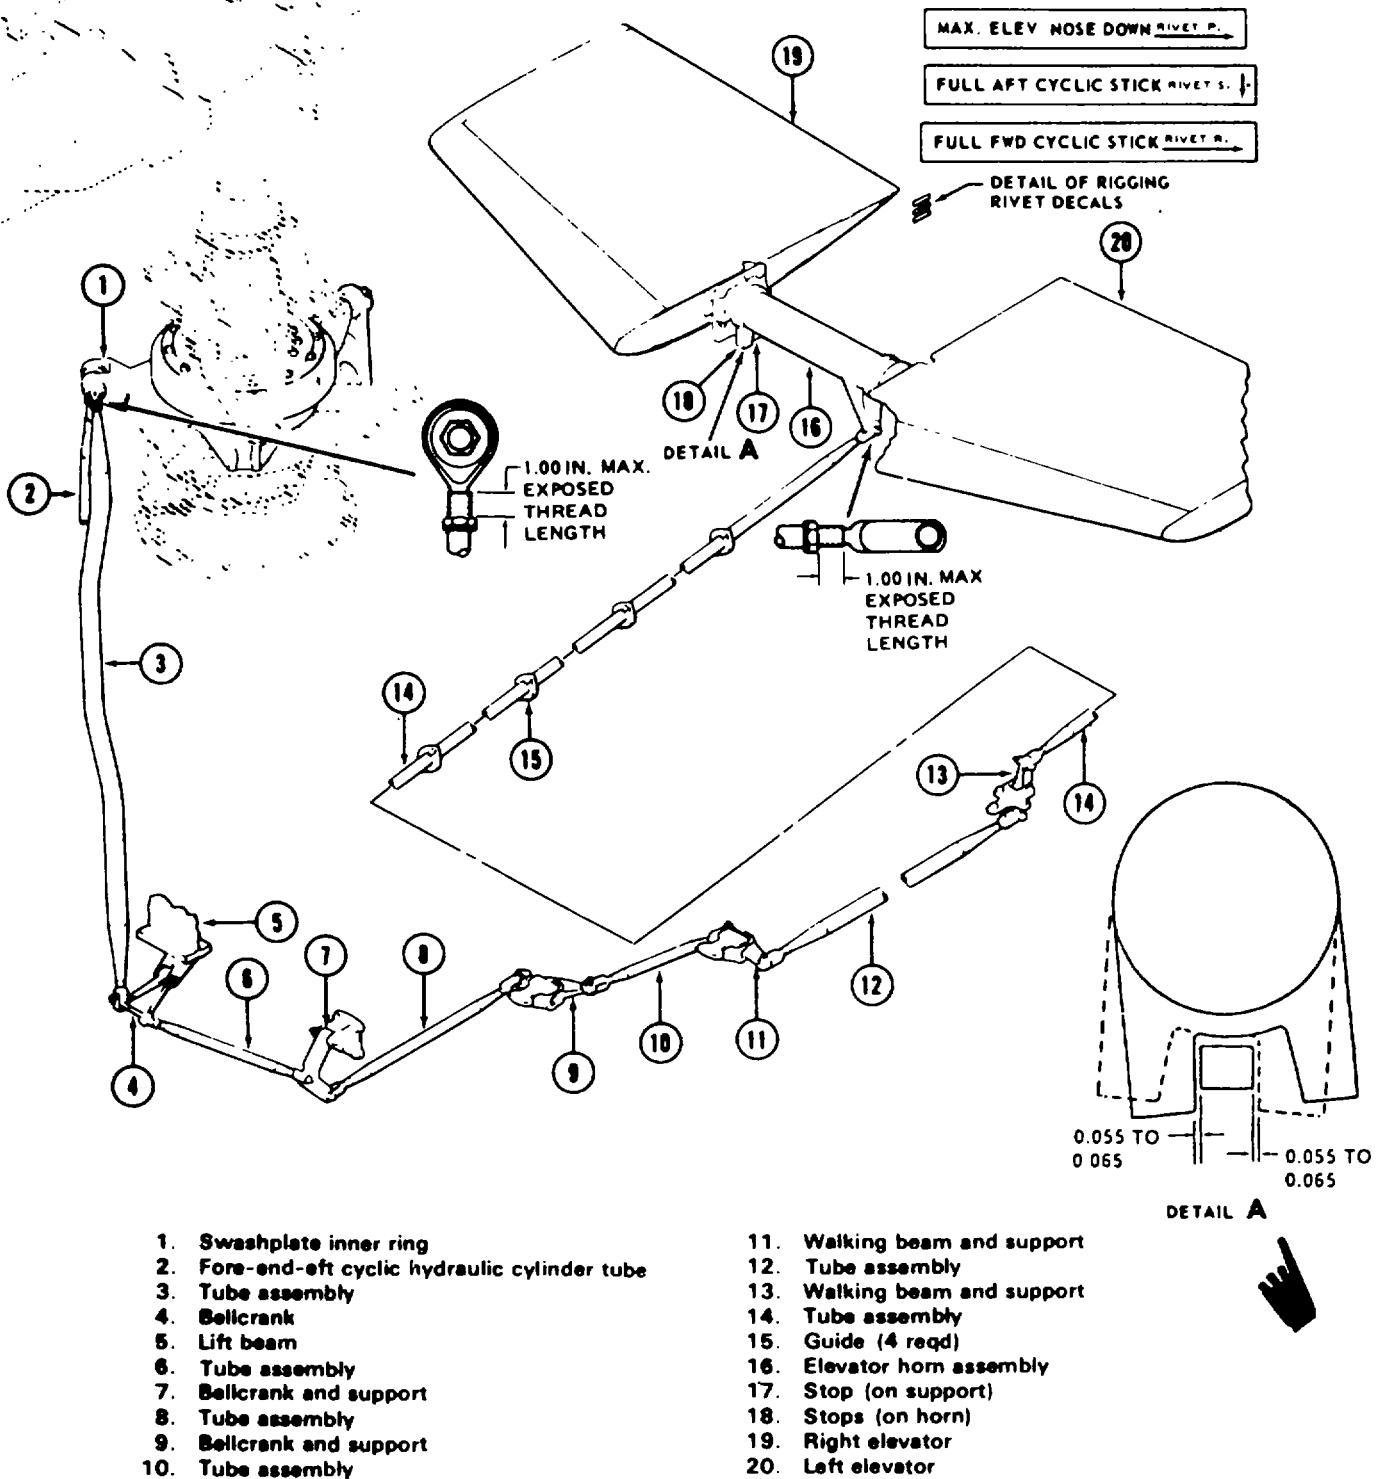 MAX. ELEV NOSE DOWN RIVET P.
FULL AFT CYCLIC STICK RIVET S.
FULL FWD CYCLIC STICK RIVET R.
DETAIL OF RIGGING
RIVET DECALS
19
20
1
2
3
1.00 IN. MAX.
EXPOSED
THREAD
LENGTH
18
17
16
DETAIL A
1.00 IN. MAX
EXPOSED
THREAD
LENGTH
14
15
13
14
5
6
7
8
4
9
10
11
12
0.055 TO
0 065
0.055 TO
0.065
DETAIL A
1. Swashplate inner ring
2. Fore-end-eft cyclic hydraulic cylinder tube
3. Tube assembly
4. Bellcrank
5. Lift beam
6. Tube assembly
7. Bellcrank and support
8. Tube assembly
9. Bellcrank and support
10. Tube assembly
11. Walking beam and support
12. Tube assembly
13. Walking beam and support
14. Tube assembly
15. Guide (4 reqd)
16. Elevator horn assembly
17. Stop (on support)
18. Stops (on horn)
19. Right elevator
20. Left elevator